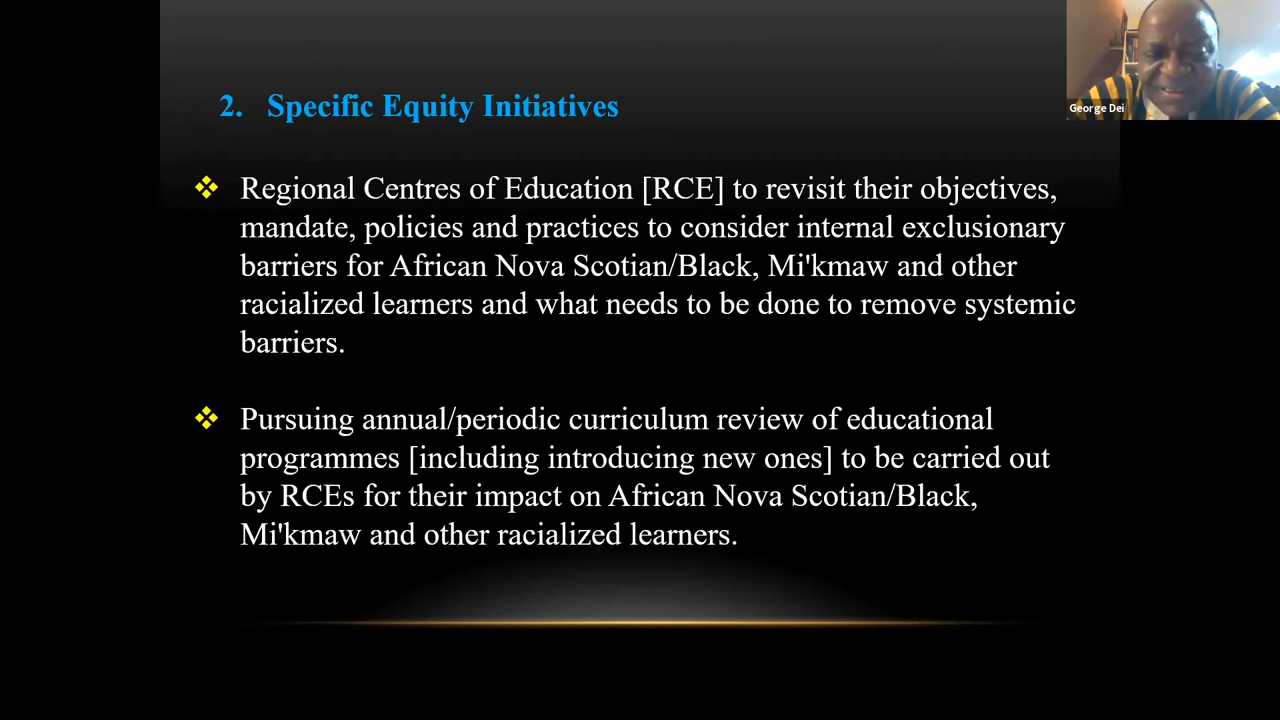 George Dei
2. Specific Equity Initiatives
Regional Centres of Education [RCE] to revisit their objectives,
mandate, policies and practices to consider internal exclusionary
barriers for African Nova Scotian/Black, Mi'kmaw and other
racialized learners and what needs to be done to remove systemic
barriers.
Pursuing annual/periodic curriculum review of educational
programmes [including introducing new ones] to be carried out
by RCEs for their impact on African Nova Scotian/Black,
Mi'kmaw and other racialized learners.